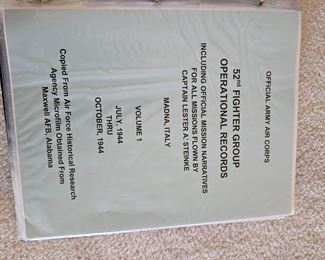 OFFICIAL ARMY AIR CORPS
52nd FIGHTER GROUP
OPERATIONAL RECORDS
INCLUDING OFFICIAL MISSION NARRATIVES
FOR ALL MISSIONS FLOWN BY
CAPTAIN LESTER A. STEINKE
MADNA, ITALY
VOLUME 1
JULY, 1944
THRU
OCTOBER, 1944
Copied From Air Force Historical Research
Agency Microfilm Obtained From
Maxwell AFB, Alabama